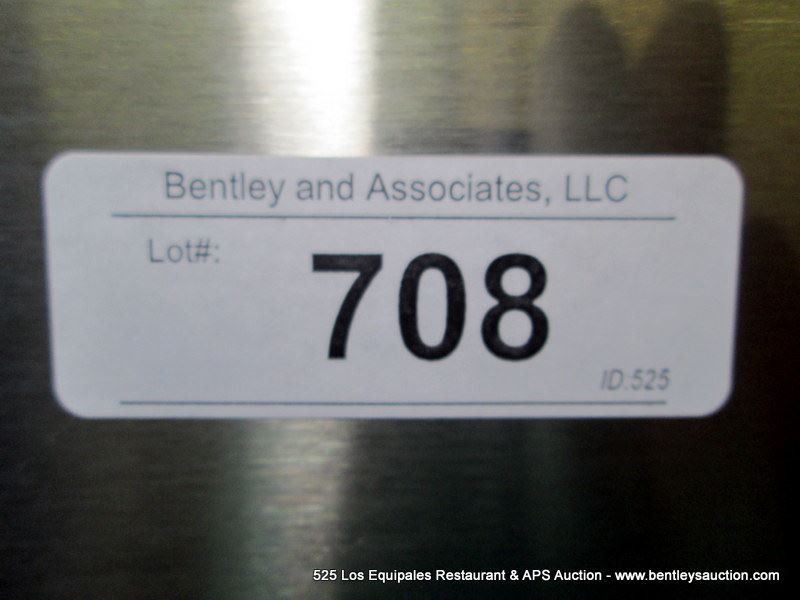 Bentley and Associates, LLC
Lot#:
708
ID:525
525 Los Equipales Restaurant & APS Auction - www.bentleysauction.com